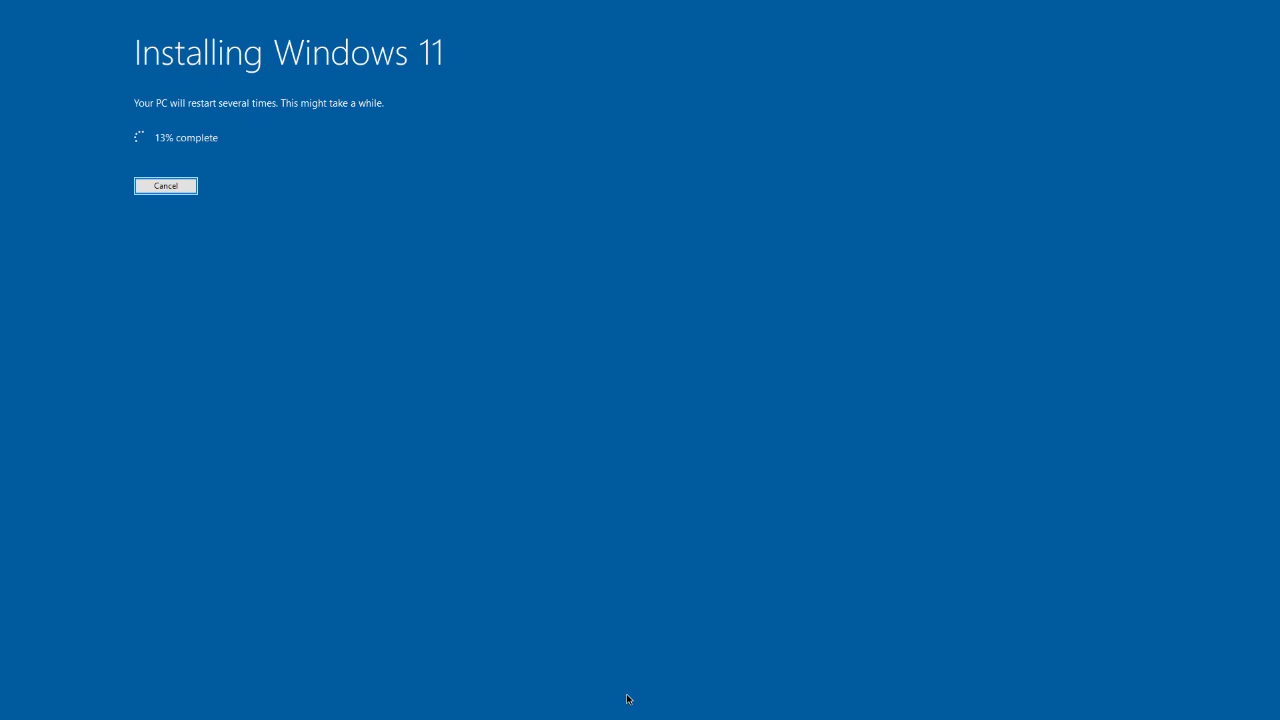 Installing Windows 11
Your PC will restart several times. This might take a while.
13% complete
Cancel